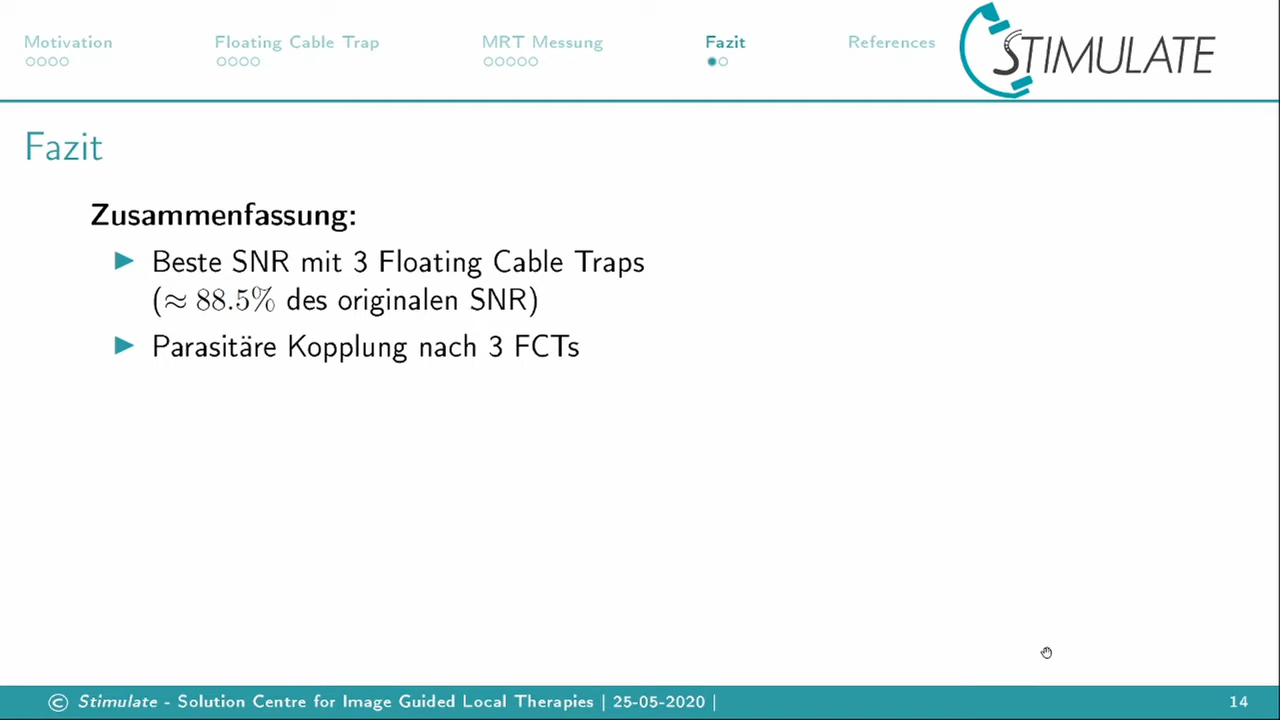 Motivation
Floating Cable Trap
MRT Messung
Fazit
References
STIMULATE
Fazit
Zusammenfassung:
Beste SNR mit 3 Floating Cable Traps
(≈ 88.5% des originalen SNR)
Parasitäre Kopplung nach 3 FCTs
© Stimulate - Solution Centre for Image Guided Local Therapies | 25-05-2020 |
14